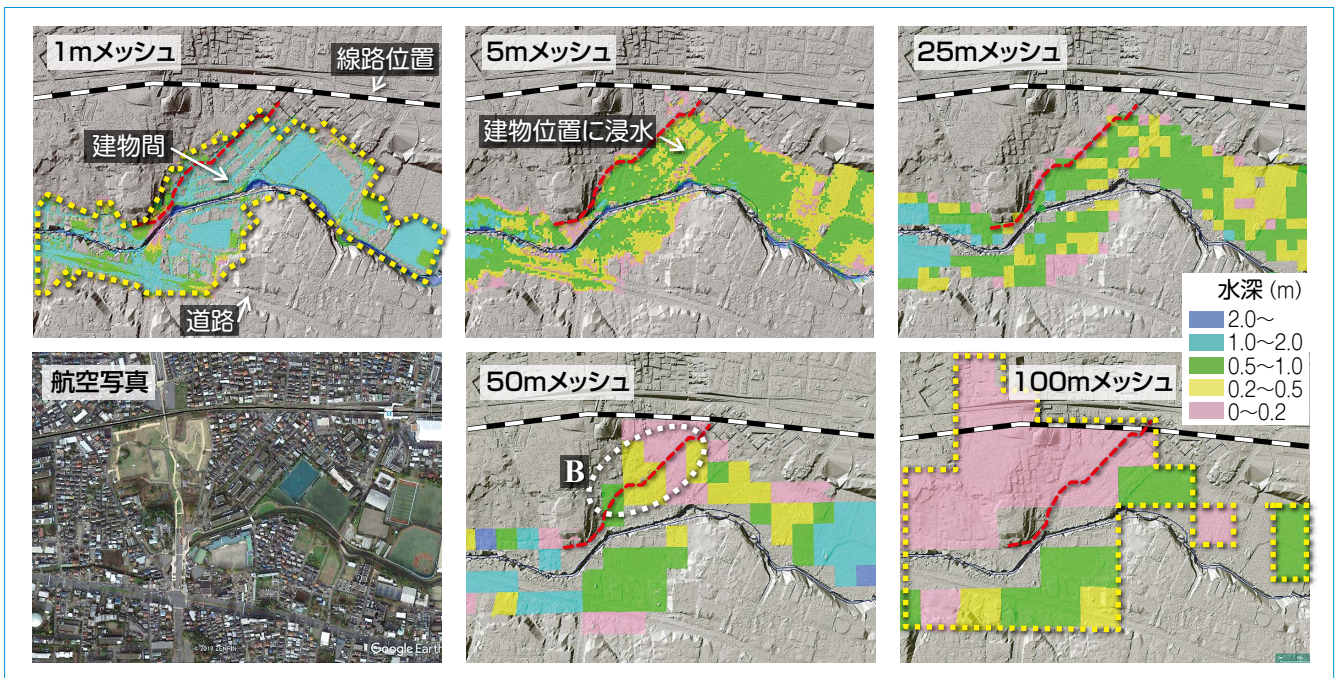 1mメッシュ
線路位置
建物間
道路
5mメッシュ
建物位置に浸水
25mメッシュ
水深 (m)
2.0～
1.0～2.0
0.5～1.0
0.2～0.5
0～0.2
航空写真
© 2018 ZENRIN
Google Earth
50mメッシュ
B
100mメッシュ